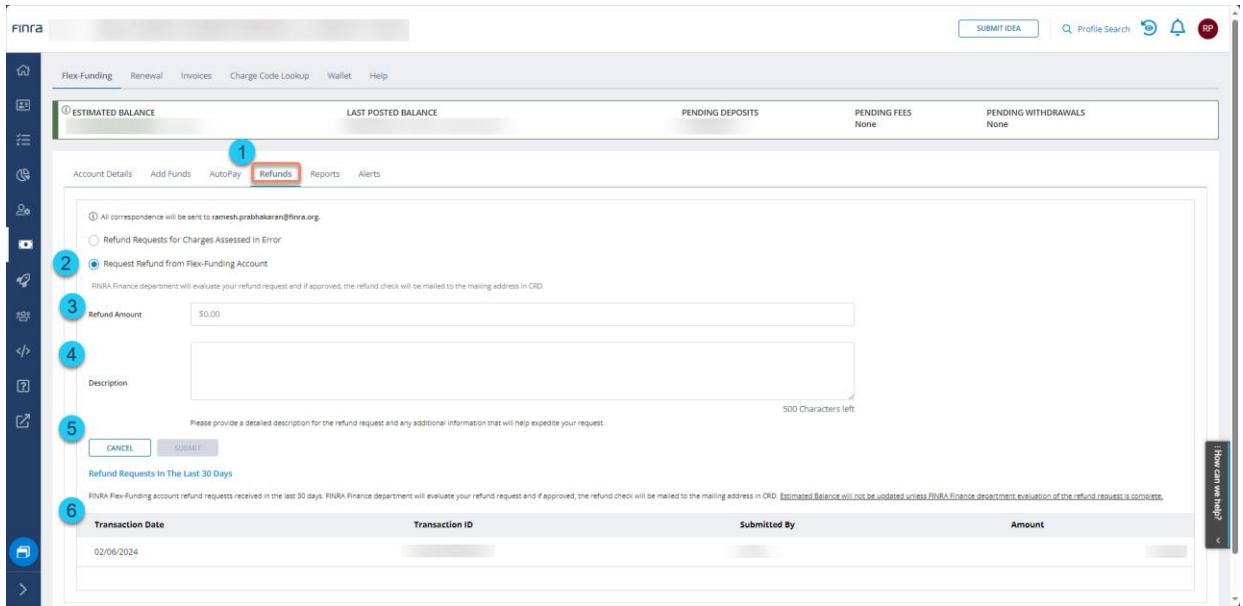 FINRA
SUBMIT IDEA
Profile Search
RP
Flex-Funding Renewal Invoices Charge Code Lookup Wallet Help
ESTIMATED BALANCE LAST POSTED BALANCE PENDING DEPOSITS PENDING FEES PENDING WITHDRAWALS
None None
1
Account Details Add Funds AutoPay Refunds Reports Alerts
All correspondence will be sent to ramesh.prabhakaran@finra.org.
Refund Requests for Charges Assessed In Error
2 Request Refund from Flex-Funding Account
FINRA Finance department will evaluate your refund request and if approved, the refund check will be mailed to the mailing address in CRD.
3 Refund Amount $0.00
4
Description
500 Characters left
Please provide a detailed description for the refund request and any additional information that will help expedite your request.
5
CANCEL SUBMIT
Refund Requests In The Last 30 Days
FINRA Flex-Funding account refund requests received in the last 30 days. FINRA Finance department will evaluate your refund request and if approved, the refund check will be mailed to the mailing address in CRD. Estimated Balance will not be updated unless FINRA Finance department evaluation of the refund request is complete.
6
Transaction Date Transaction ID Submitted By Amount
02/06/2024
How can we help?